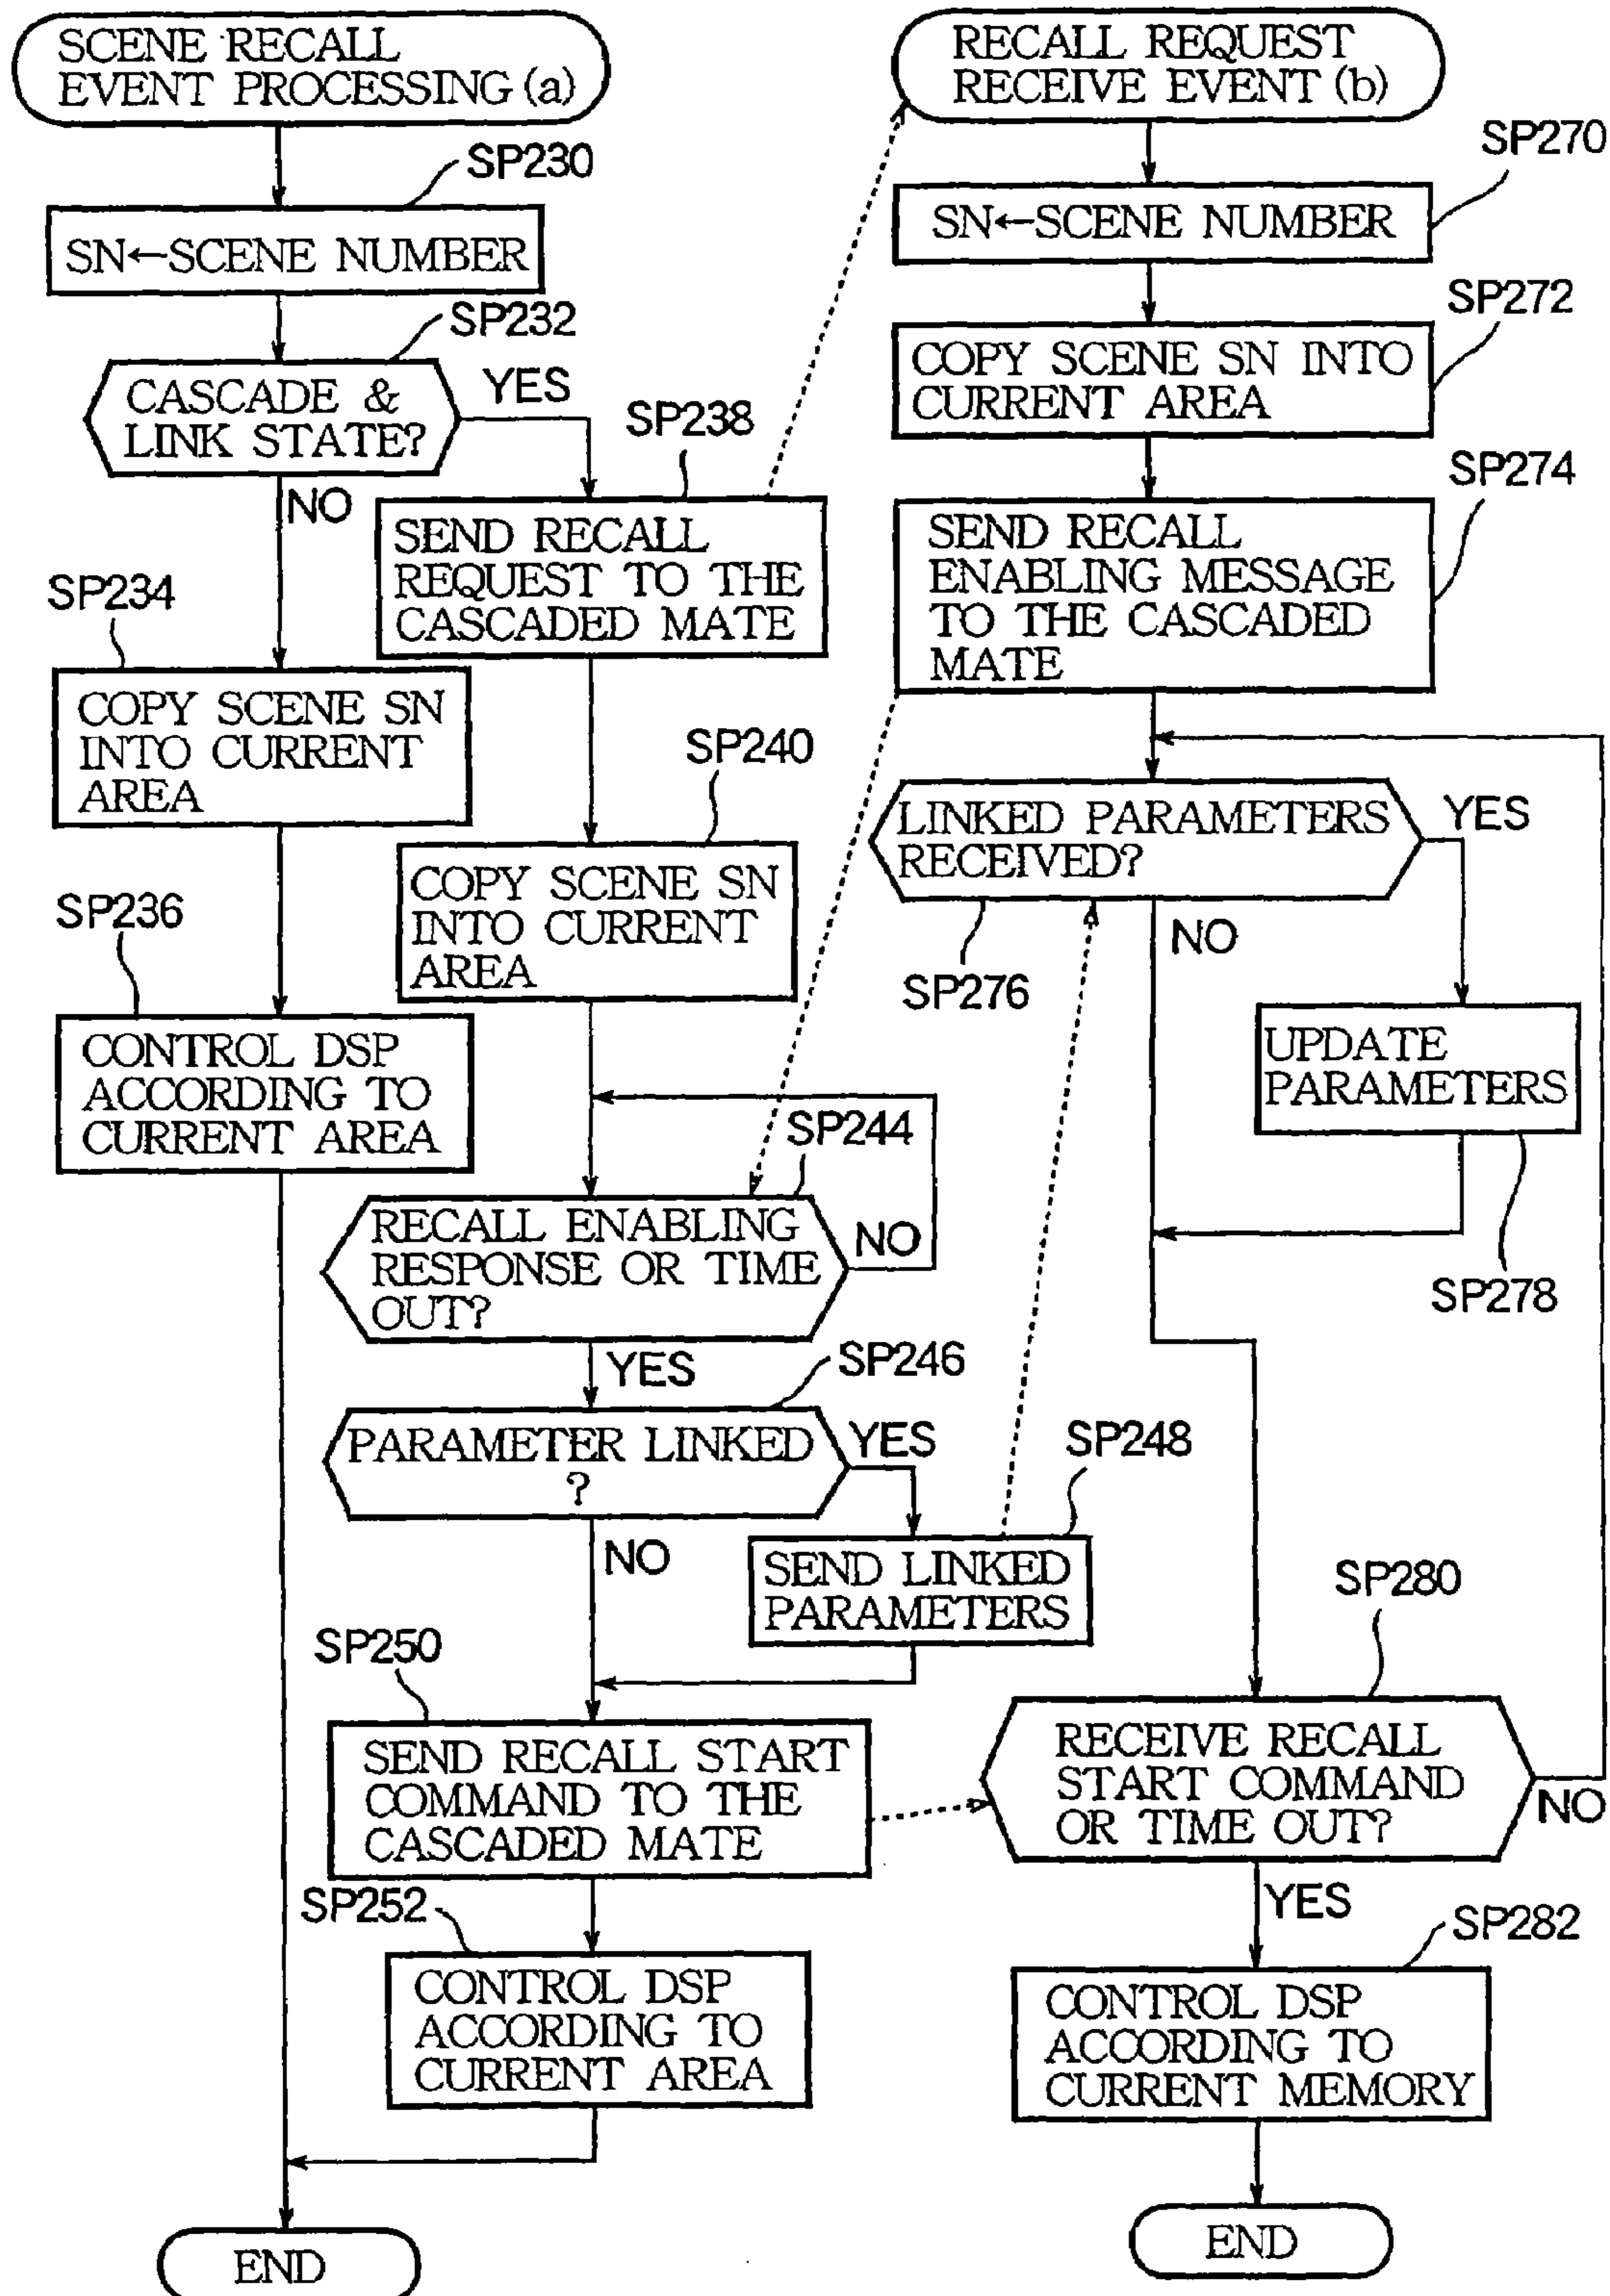 SCENE RECALL
EVENT PROCESSING (a)
SP230
SN←SCENE NUMBER
SP232
CASCADE &
LINK STATE?
YES
NO
SP238
SEND RECALL
REQUEST TO THE
CASCADED MATE
SP234
COPY SCENE SN
INTO CURRENT
AREA
SP240
COPY SCENE SN
INTO CURRENT
AREA
SP236
CONTROL DSP
ACCORDING TO
CURRENT AREA
SP244
RECALL ENABLING
RESPONSE OR TIME
OUT?
NO
YES
SP246
PARAMETER LINKED
?
YES
NO
SP248
SEND LINKED
PARAMETERS
SP250
SEND RECALL START
COMMAND TO THE
CASCADED MATE
SP252
CONTROL DSP
ACCORDING TO
CURRENT AREA
END
RECALL REQUEST
RECEIVE EVENT (b)
SP270
SN←SCENE NUMBER
SP272
COPY SCENE SN INTO
CURRENT AREA
SP274
SEND RECALL
ENABLING MESSAGE
TO THE CASCADED
MATE
LINKED PARAMETERS
RECEIVED?
YES
NO
SP276
UPDATE
PARAMETERS
SP278
SP280
RECEIVE RECALL
START COMMAND
OR TIME OUT?
NO
YES
SP282
CONTROL DSP
ACCORDING TO
CURRENT MEMORY
END